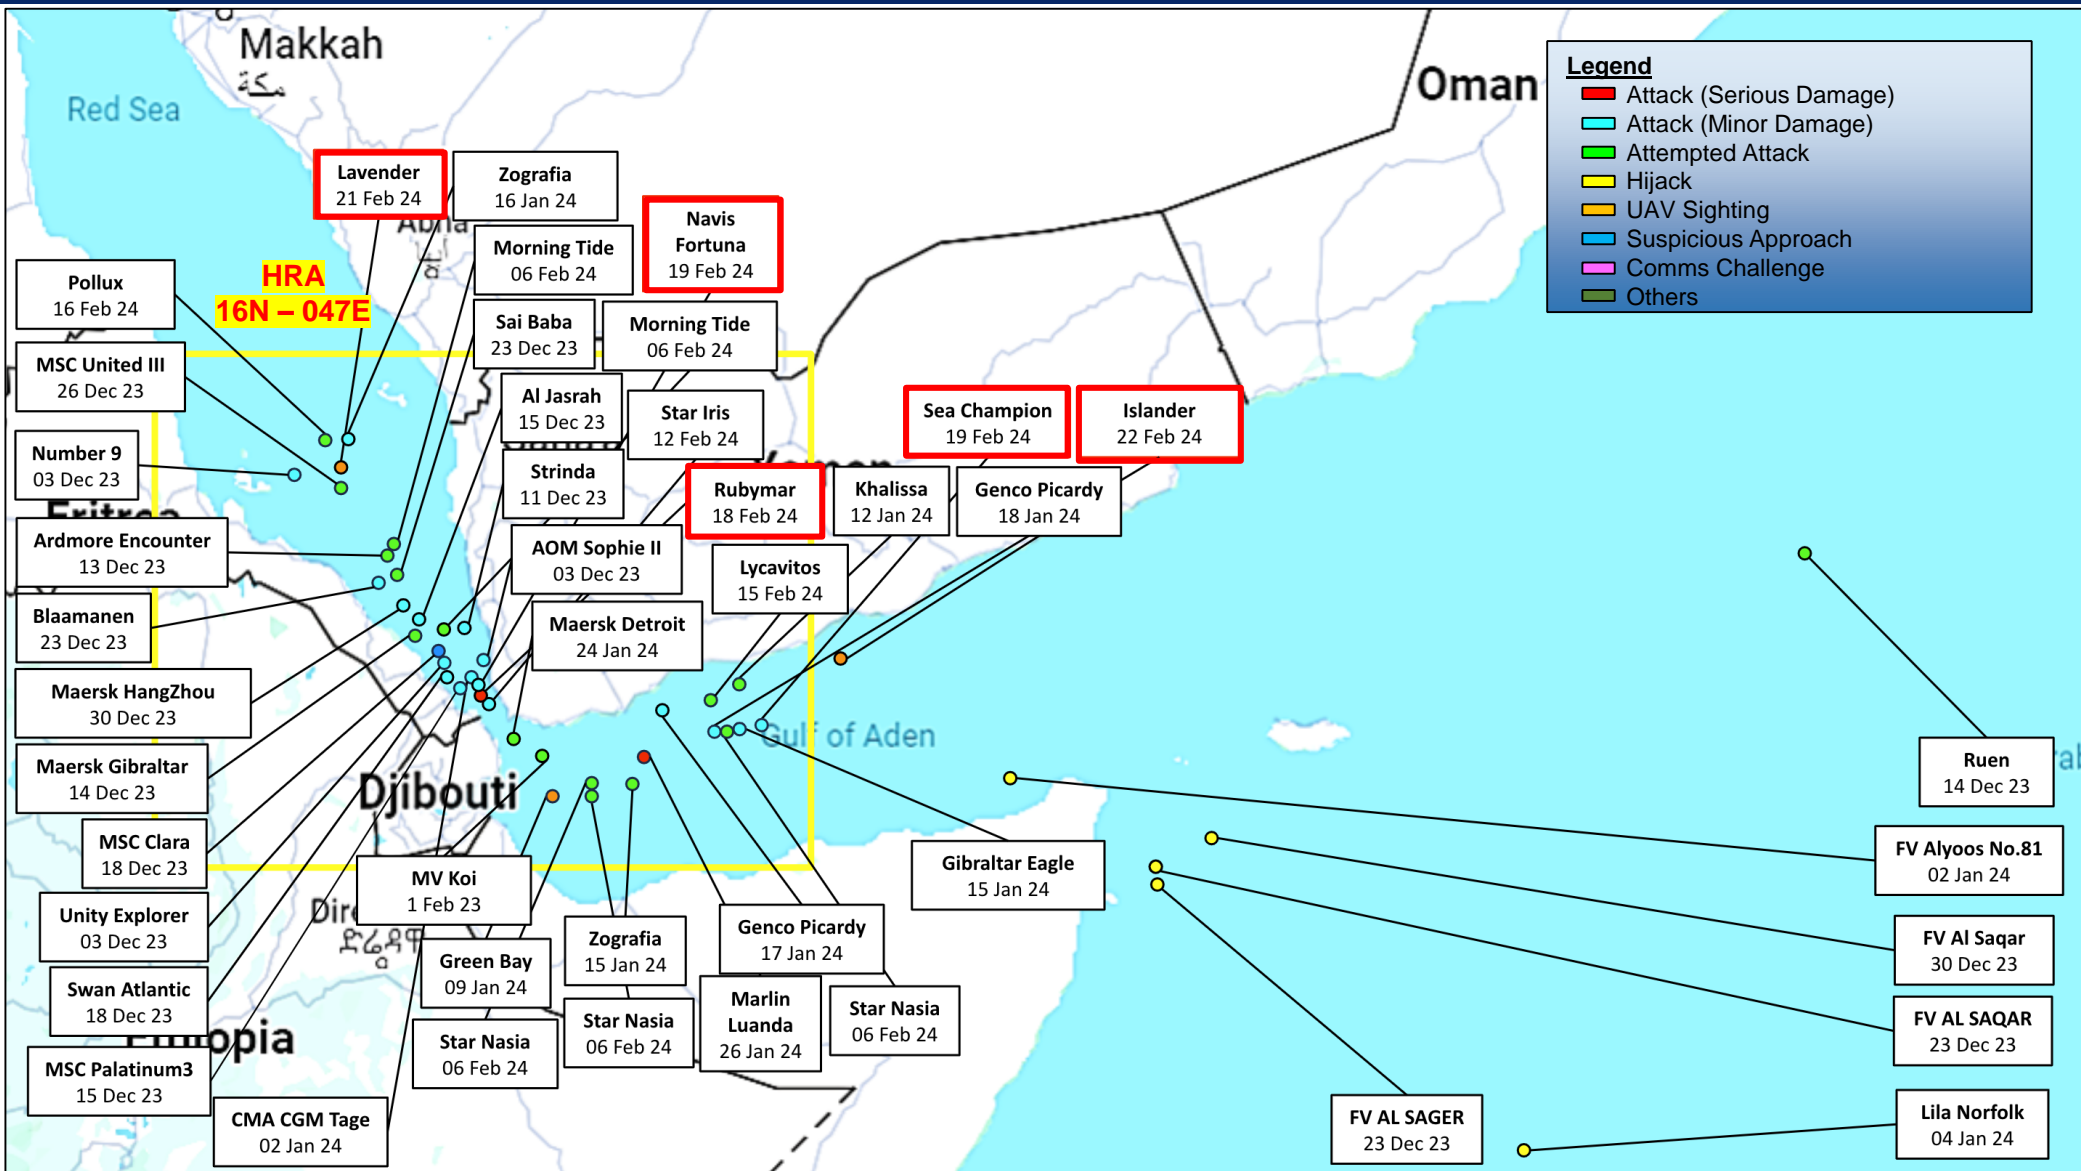 Makkah
مكة
Red Sea
Oman
Legend
Attack (Serious Damage)
Attack (Minor Damage)
Attempted Attack
Hijack
UAV Sighting
Suspicious Approach
Comms Challenge
Others
Lavender
21 Feb 24
Zografia
16 Jan 24
Abha
Navis
Fortuna
19 Feb 24
Morning Tide
06 Feb 24
Pollux
16 Feb 24
HRA
16N – 047E
Sai Baba
23 Dec 23
Morning Tide
06 Feb 24
MSC United III
26 Dec 23
Al Jasrah
15 Dec 23
Star Iris
12 Feb 24
Sea Champion
19 Feb 24
Islander
22 Feb 24
Number 9
03 Dec 23
Strinda
11 Dec 23
Yemen
Rubymar
18 Feb 24
Khalissa
12 Jan 24
Genco Picardy
18 Jan 24
Eritrea
Ardmore Encounter
13 Dec 23
AOM Sophie II
03 Dec 23
Lycavitos
15 Feb 24
Blaamanen
23 Dec 23
Maersk Detroit
24 Jan 24
Maersk HangZhou
30 Dec 23
Gulf of Aden
Maersk Gibraltar
14 Dec 23
Djibouti
Ruen
14 Dec 23
MSC Clara
18 Dec 23
MV Koi
1 Feb 23
Gibraltar Eagle
15 Jan 24
FV Alyoos No.81
02 Jan 24
Unity Explorer
03 Dec 23
Dire
Zografia
15 Jan 24
Genco Picardy
17 Jan 24
FV Al Saqar
30 Dec 23
Green Bay
09 Jan 24
Swan Atlantic
18 Dec 23
Marlin
Luanda
26 Jan 24
Star Nasia
06 Feb 24
Star Nasia
06 Feb 24
FV AL SAQAR
23 Dec 23
Ethiopia
Star Nasia
06 Feb 24
MSC Palatinum3
15 Dec 23
CMA CGM Tage
02 Jan 24
FV AL SAGER
23 Dec 23
Lila Norfolk
04 Jan 24